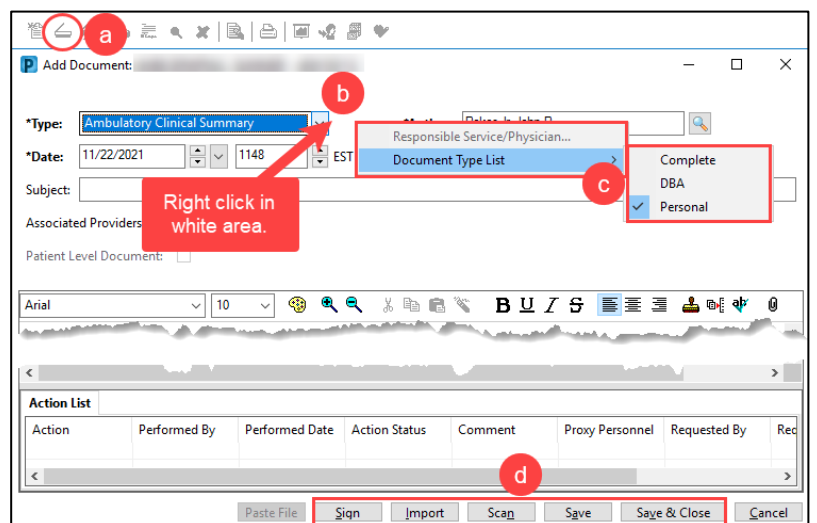 a
P Add Document:
b
*Type: Ambulatory Clinical Summary
Responsible Service/Physician...
*Date: 11/22/2021 1148 EST Document Type List > Complete
c
DBA
Personal
Subject:
Right click in
white area.
Associated Providers
Patient Level Document:
Arial 10 B U I S
Action List
Action Performed By Performed Date Action Status Comment Proxy Personnel Requested By Rec
d
Paste File Sign Import Scan Save Save & Close Cancel